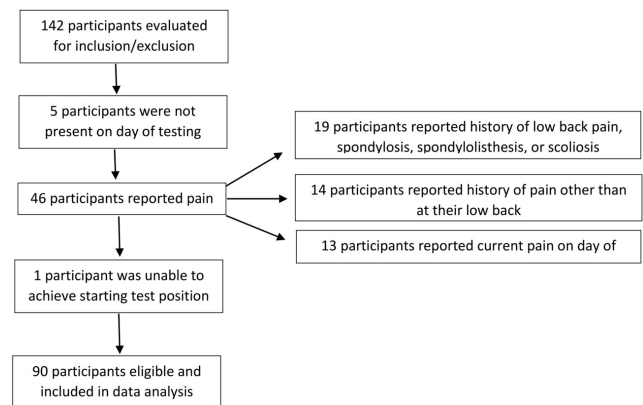 142 participants evaluated
for inclusion/exclusion
5 participants were not
present on day of testing
46 participants reported pain
19 participants reported history of low back pain,
spondylosis, spondylolisthesis, or scoliosis
14 participants reported history of pain other than
at their low back
13 participants reported current pain on day of
1 participant was unable to
achieve starting test position
90 participants eligible and
included in data analysis